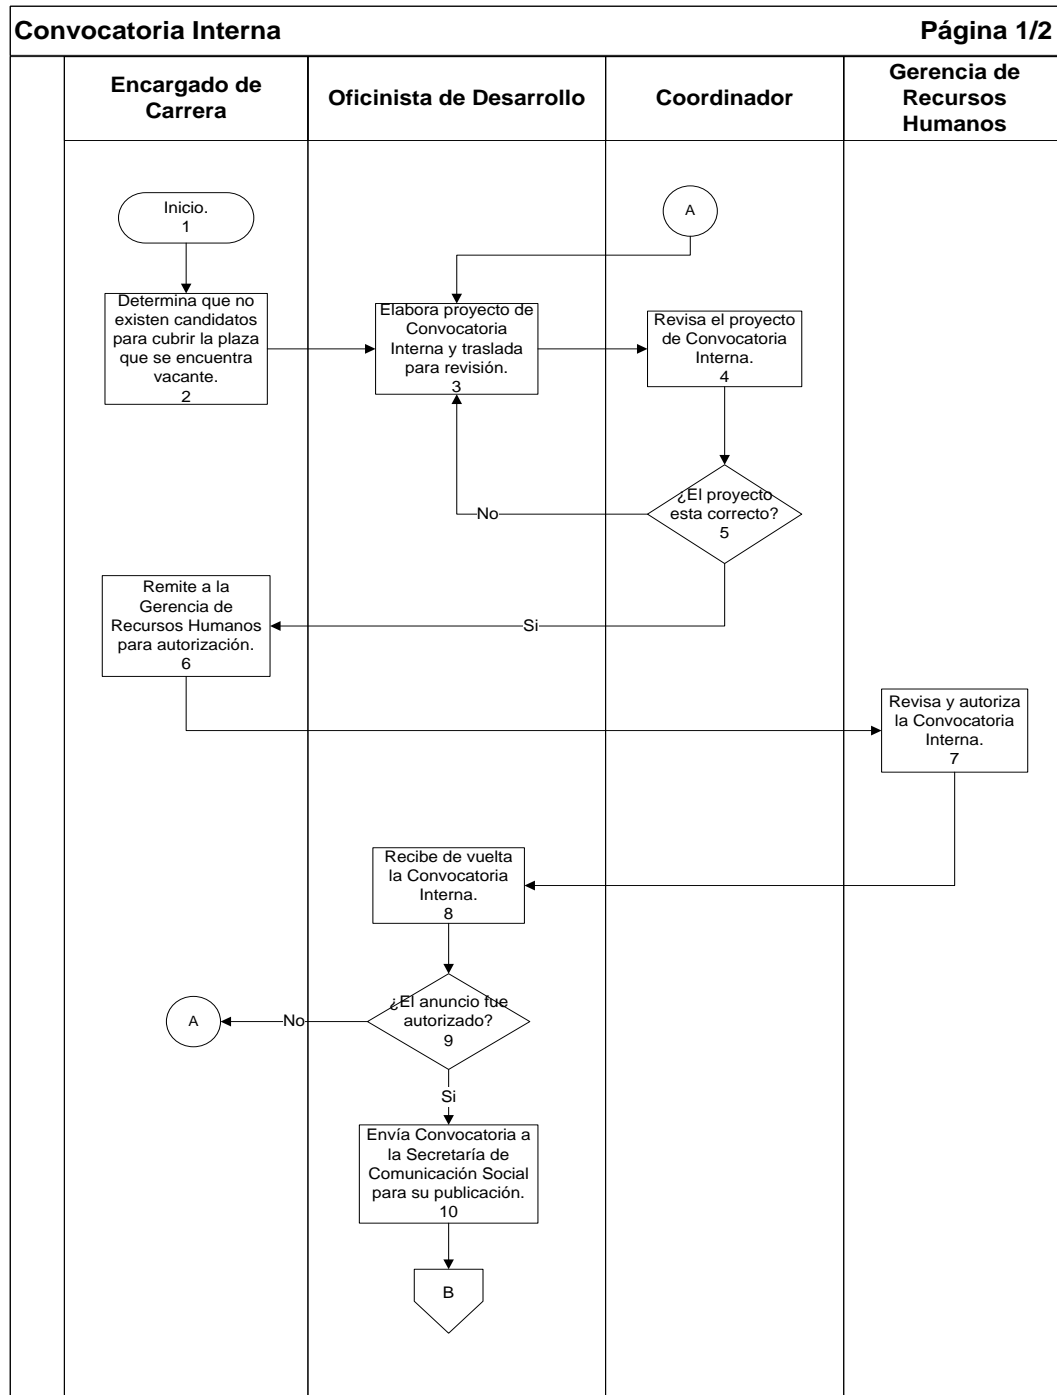 Convocatoria Interna
Página 1/2
Encargado de
Carrera
Oficinista de Desarrollo
Coordinador
Gerencia de
Recursos
Humanos
Inicio.
1
A
Determina que no
existen candidatos
para cubrir la plaza
que se encuentra
vacante.
2
Elabora proyecto de
Convocatoria
Interna y traslada
para revisión.
3
Revisa el proyecto
de Convocatoria
Interna.
4
¿El proyecto
esta correcto?
5
No
Si
Remite a la
Gerencia de
Recursos Humanos
para autorización.
6
Revisa y autoriza
la Convocatoria
Interna.
7
Recibe de vuelta
la Convocatoria
Interna.
8
¿El anuncio fue
autorizado?
9
No
A
Si
Envía Convocatoria a
la Secretaría de
Comunicación Social
para su publicación.
10
B